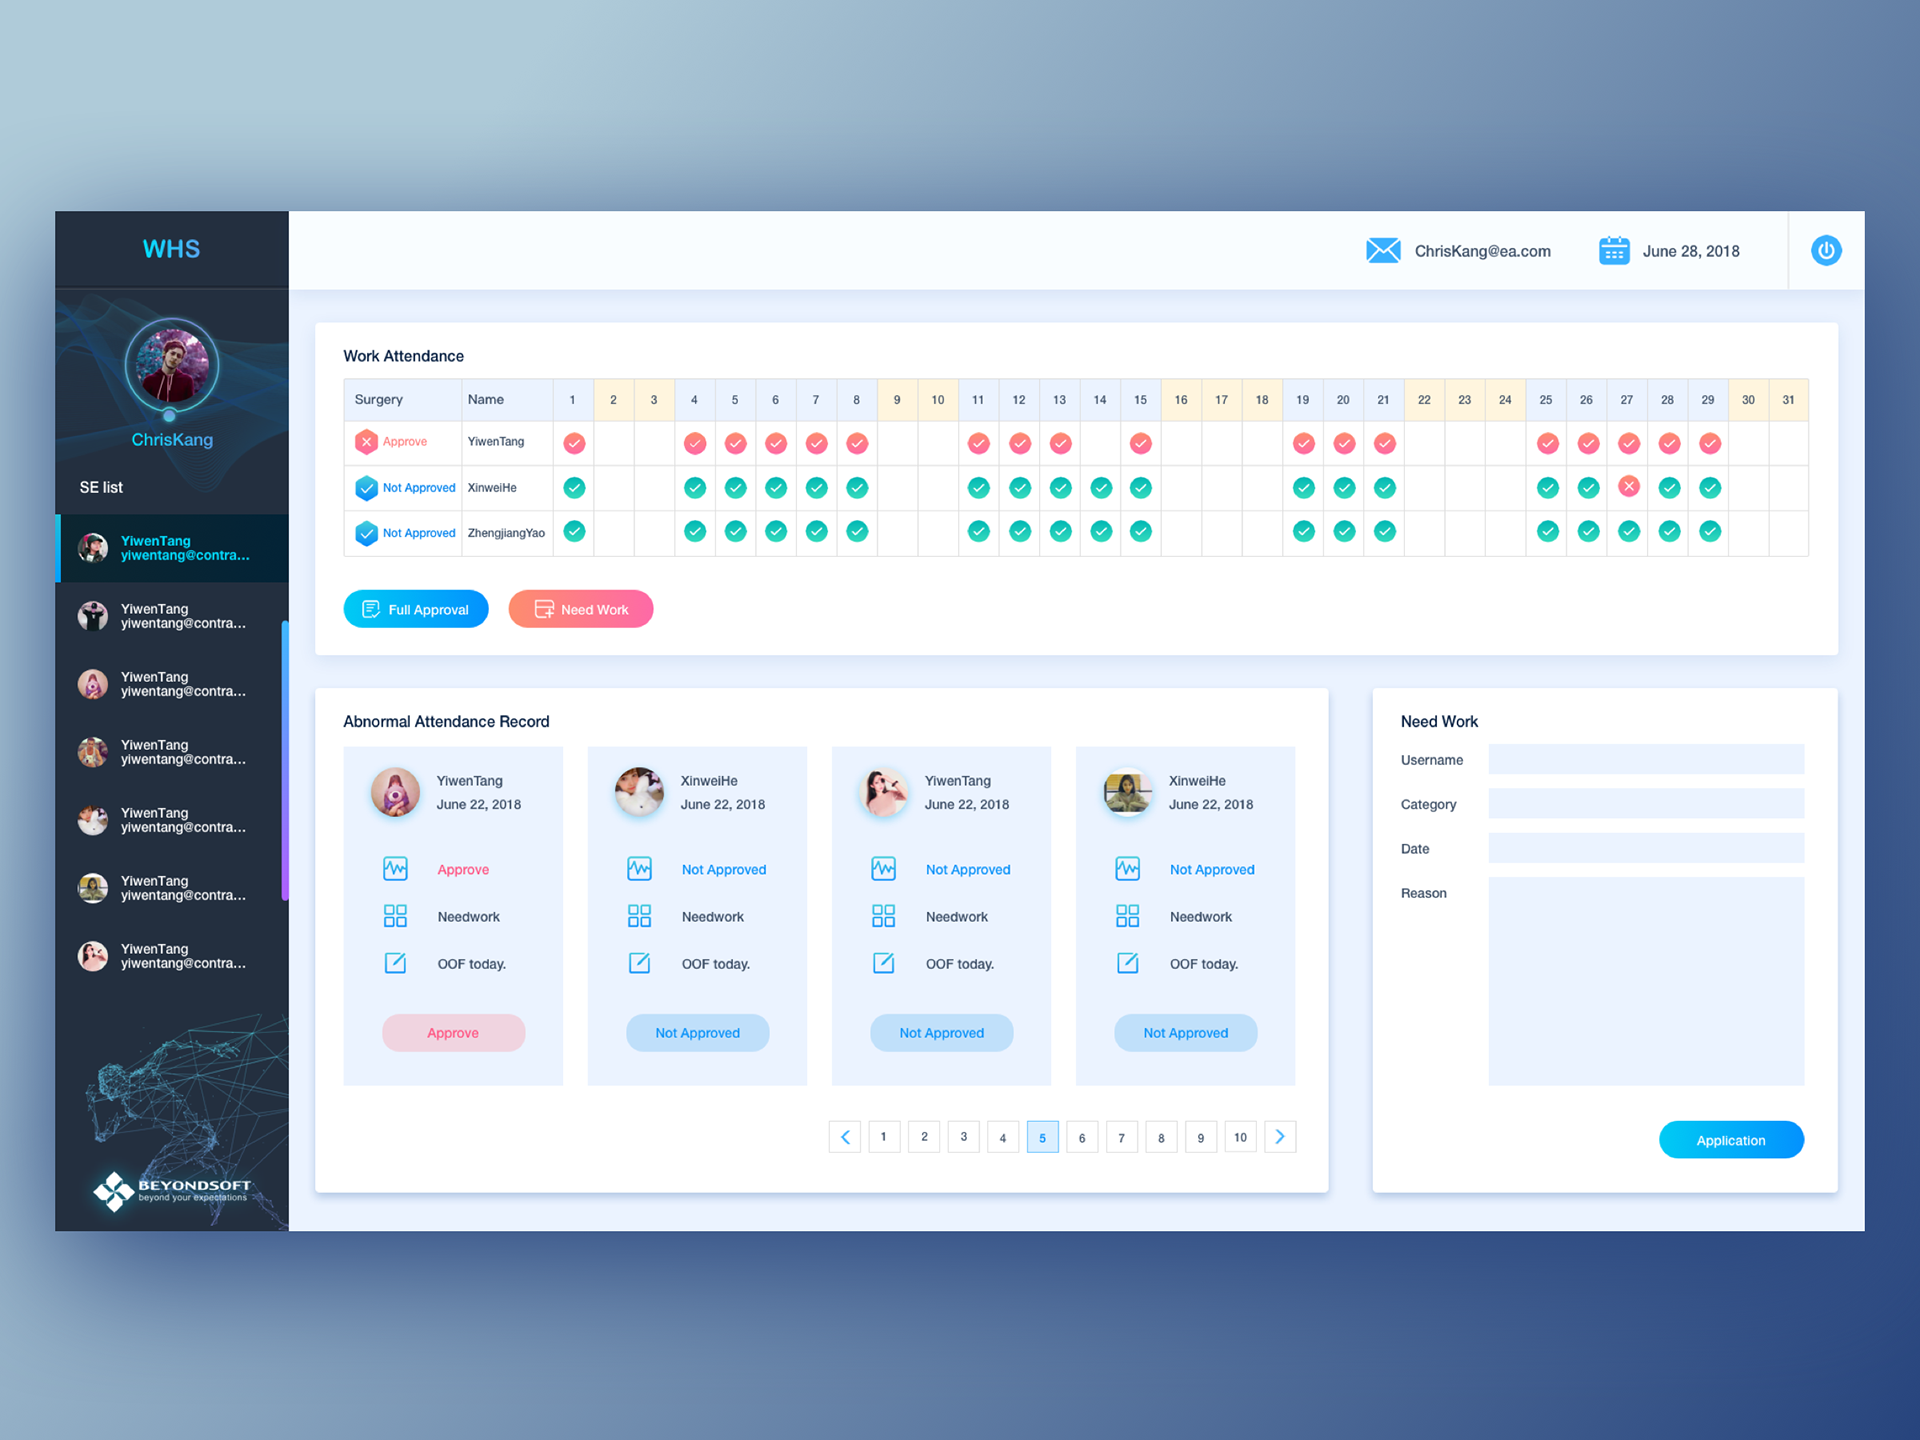 WHS
ChrisKang@ea.com
June 28, 2018
ChrisKang
SE list
YiwenTang
yiwentang@contra...
YiwenTang
yiwentang@contra...
YiwenTang
yiwentang@contra...
YiwenTang
yiwentang@contra...
YiwenTang
yiwentang@contra...
YiwenTang
yiwentang@contra...
YiwenTang
yiwentang@contra...
BEYONDSOFT
beyond your expectations
Work Attendance
Surgery Name 1 2 3 4 5 6 7 8 9 10 11 12 13 14 15 16 17 18 19 20 21 22 23 24 25 26 27 28 29 30 31
Approve YiwenTang
Not Approved XinweiHe
Not Approved ZhengjiangYao
Full Approval
Need Work
Abnormal Attendance Record
YiwenTang
June 22, 2018
Approve
Needwork
OOF today.
Approve
XinweiHe
June 22, 2018
Not Approved
Needwork
OOF today.
Not Approved
YiwenTang
June 22, 2018
Not Approved
Needwork
OOF today.
Not Approved
XinweiHe
June 22, 2018
Not Approved
Needwork
OOF today.
Not Approved
1 2 3 4 5 6 7 8 9 10
Need Work
Username
Category
Date
Reason
Application